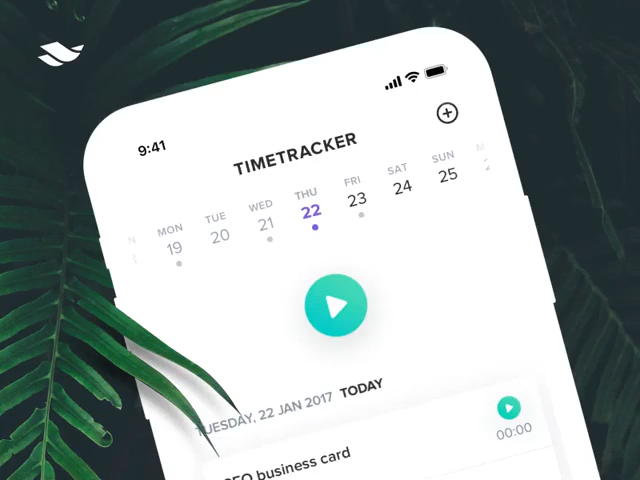 9:41
TIMETRACKER
MON TUE WED THU FRI SAT SUN
19 20 21 22 23 24 25
TUESDAY, 22 JAN 2017 TODAY
business card
00:00